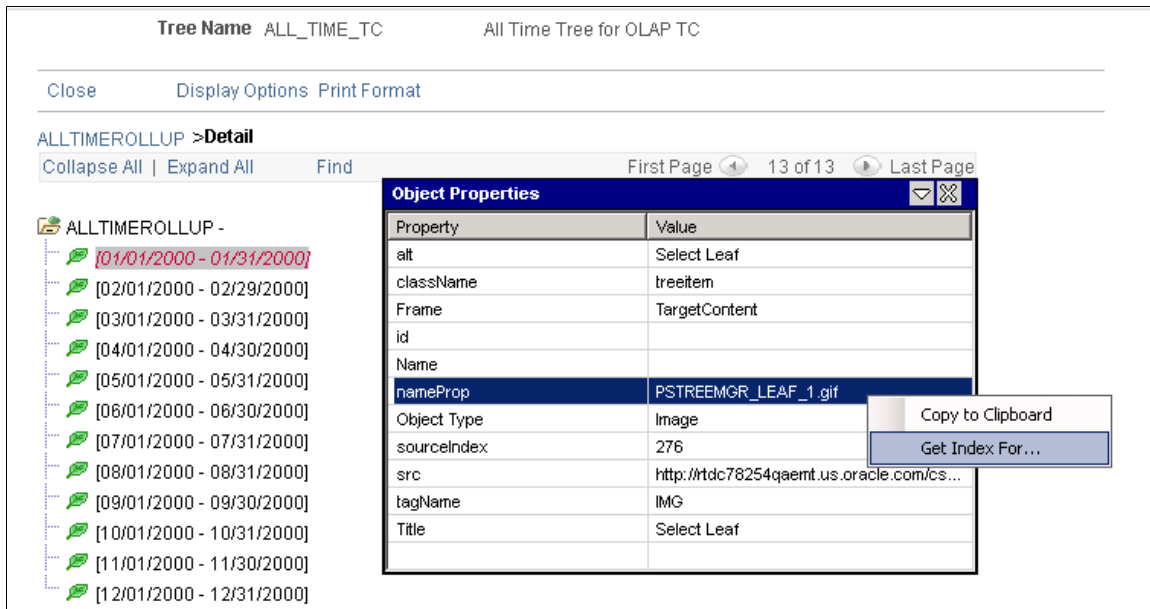 Tree Name ALL_TIME_TC All Time Tree for OLAP TC
Close Display Options Print Format
ALLTIMEROLLUP >Detail
Collapse All | Expand All Find First Page 13 of 13 Last Page
ALLTIMEROLLUP -
[01/01/2000 - 01/31/2000]
[02/01/2000 - 02/29/2000]
[03/01/2000 - 03/31/2000]
[04/01/2000 - 04/30/2000]
[05/01/2000 - 05/31/2000]
[06/01/2000 - 06/30/2000]
[07/01/2000 - 07/31/2000]
[08/01/2000 - 08/31/2000]
[09/01/2000 - 09/30/2000]
[10/01/2000 - 10/31/2000]
[11/01/2000 - 11/30/2000]
[12/01/2000 - 12/31/2000]
Object Properties
Property Value
alt Select Leaf
className treeitem
Frame TargetContent
id
Name
nameProp PSTREEMGR_LEAF_1.gif
Object Type Image
sourceIndex 276
src http://rtdc78254qaemt.us.oracle.com/cs...
tagName IMG
Title Select Leaf
Copy to Clipboard
Get Index For...